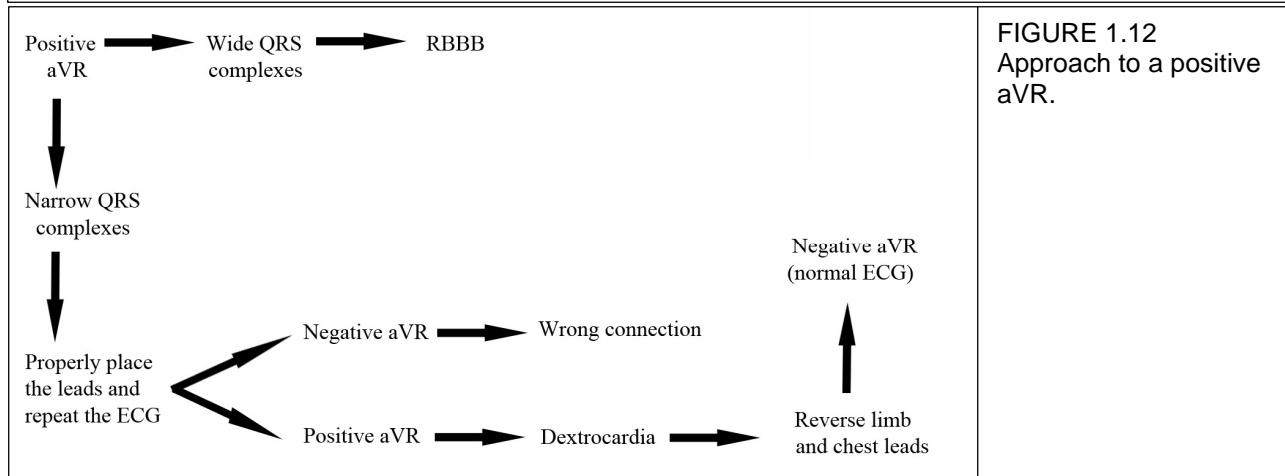 Positive
aVR
Wide QRS
complexes
RBBB
Narrow QRS
complexes
Properly place
the leads and
repeat the ECG
Negative aVR
Wrong connection
Positive aVR
Dextrocardia
Reverse limb
and chest leads
Negative aVR
(normal ECG)
FIGURE 1.12
Approach to a positive
aVR.